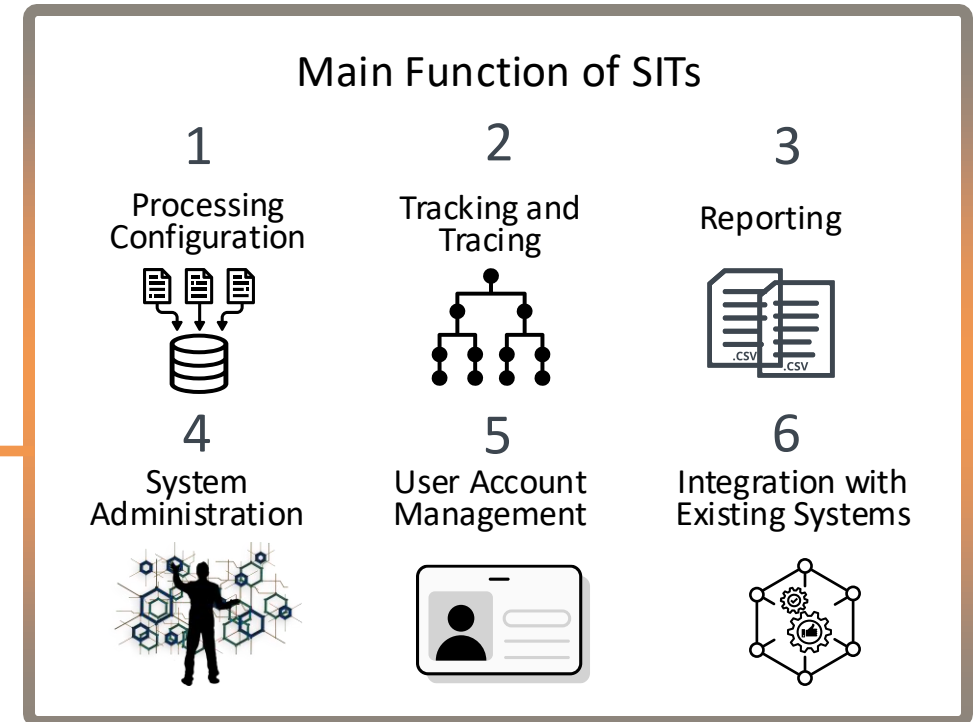 Main Function of SITs
1
Processing
Configuration
2
Tracking and
Tracing
3
Reporting
.CSV
.CSV
4
System
Administration
5
User Account
Management
6
Integration with
Existing Systems